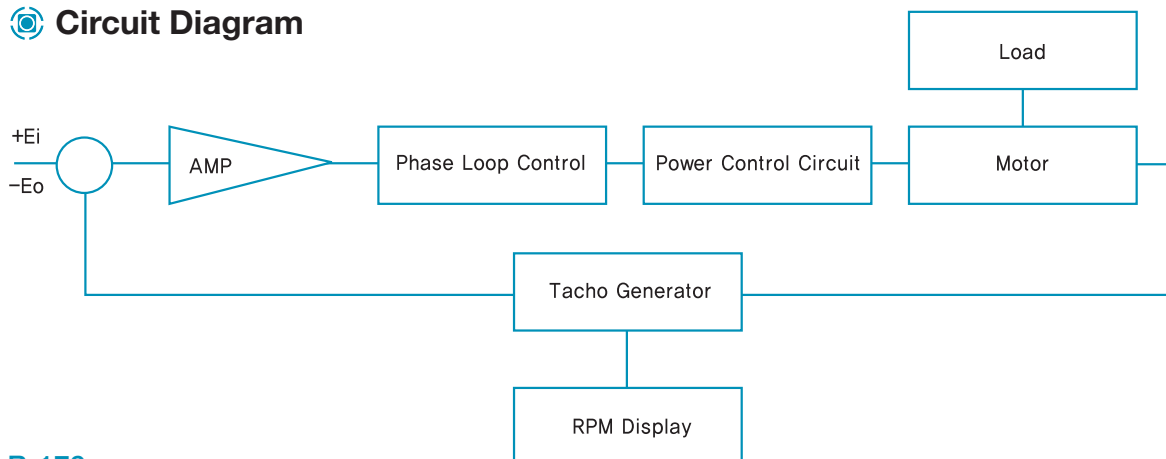 Circuit Diagram
Load
+Ei
AMP
Phase Loop Control
Power Control Circuit
Motor
−Eo
Tacho Generator
RPM Display